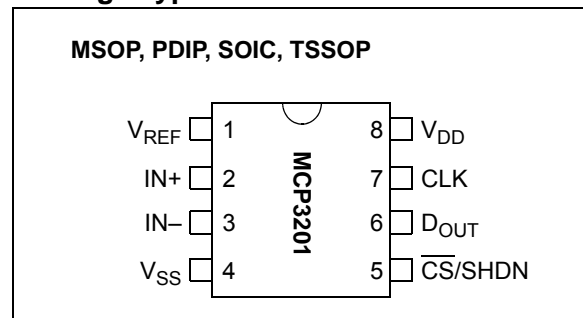 MSOP, PDIP, SOIC, TSSOP
VREF 1 8 VDD
IN+ 2 7 CLK
IN– 3 6 DOUT
VSS 4 5 C̅S̅/SHDN
MCP3201